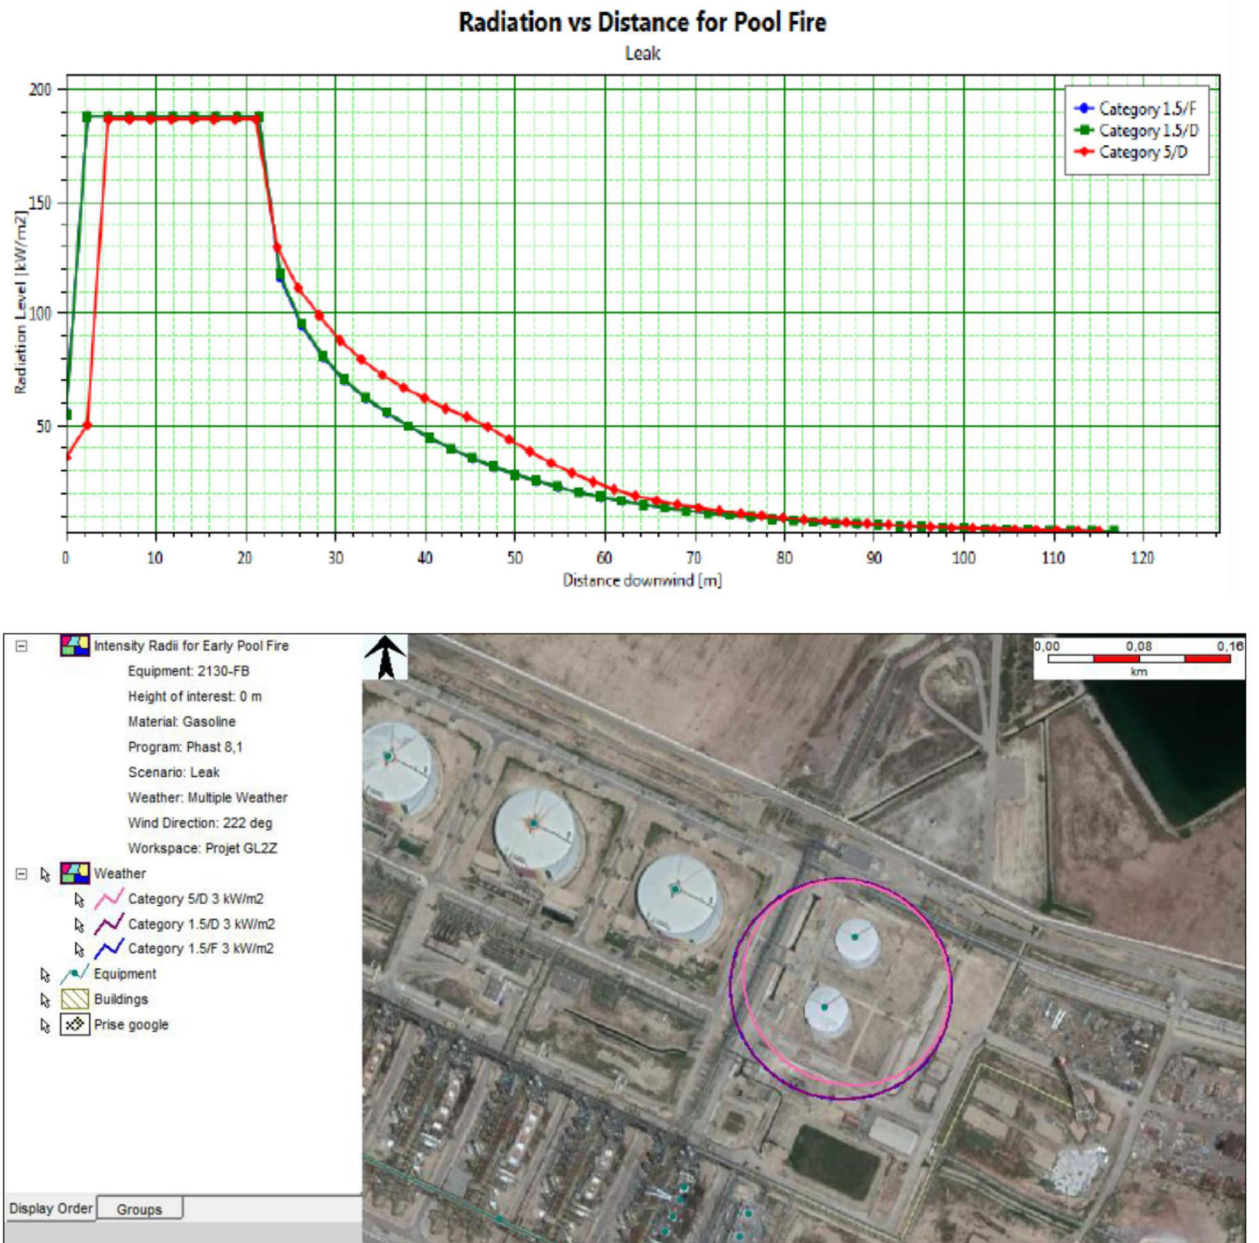 Radiation vs Distance for Pool Fire
Leak
200
150
100
50
Radiation Level [kW/m2]
Category 1.5/F
Category 1.5/D
Category 5/D
0 10 20 30 40 50 60 70 80 90 100 110 120
Distance downwind [m]
Intensity Radii for Early Pool Fire
Equipment: 2130-FB
Height of interest: 0 m
Material: Gasoline
Program: Phast 8,1
Scenario: Leak
Weather: Multiple Weather
Wind Direction: 222 deg
Workspace: Projet GL2Z
Weather
Category 5/D 3 kW/m2
Category 1.5/D 3 kW/m2
Category 1.5/F 3 kW/m2
Equipment
Buildings
Prise google
Display Order Groups
0,00 0,08 0,16
km